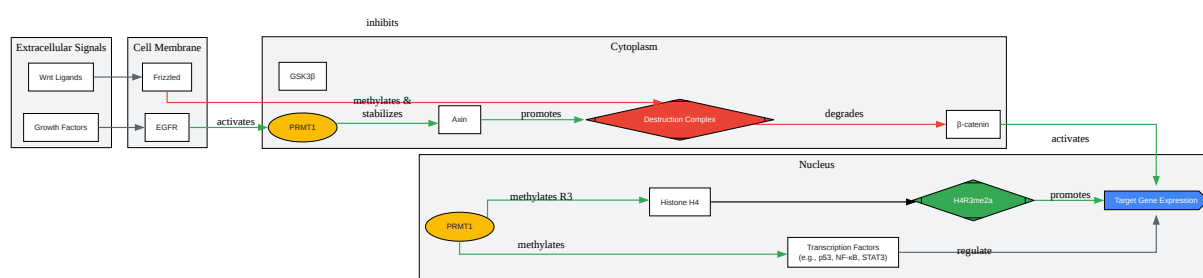 inhibits
Extracellular Signals
Cell Membrane
Cytoplasm
Wnt Ligands
Frizzled
GSK3β
methylates &
stabilizes
Growth Factors
EGFR
activates
PRMT1
Axin
promotes
Destruction Complex
degrades
β-catenin
activates
Nucleus
PRMT1
methylates R3
Histone H4
H4R3me2a
promotes
Target Gene Expression
methylates
Transcription Factors
(e.g., p53, NF-κB, STAT3)
regulate